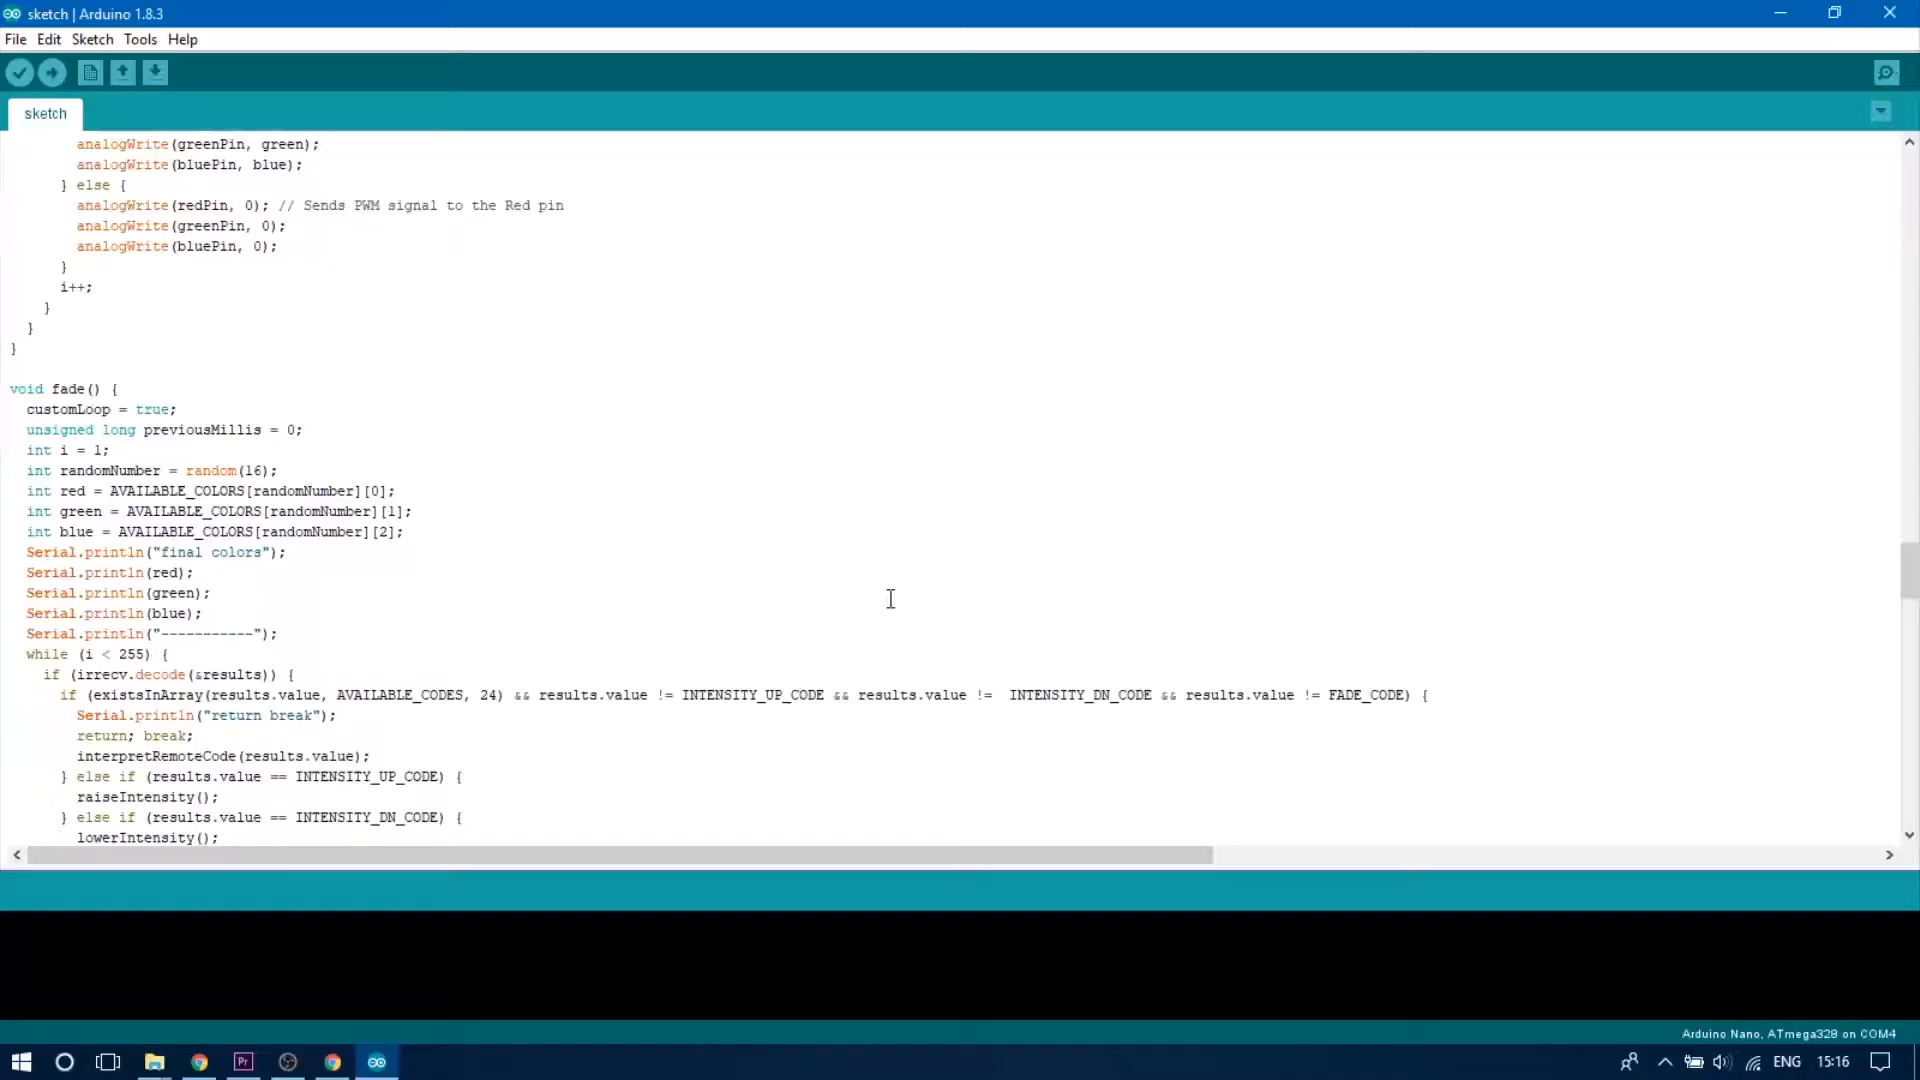 sketch | Arduino 1.8.3
File Edit Sketch Tools Help
sketch
analogWrite(greenPin, green);
analogWrite(bluePin, blue);
} else {
analogWrite(redPin, 0); // Sends PWM signal to the Red pin
analogWrite(greenPin, 0);
analogWrite(bluePin, 0);
}
i++;
}
}
}
void fade() {
customLoop = true;
unsigned long previousMillis = 0;
int i = 1;
int randomNumber = random(16);
int red = AVAILABLE_COLORS[randomNumber][0];
int green = AVAILABLE_COLORS[randomNumber][1];
int blue = AVAILABLE_COLORS[randomNumber][2];
Serial.println("final colors");
Serial.println(red);
Serial.println(green);
Serial.println(blue);
Serial.println("-----------");
while (i < 255) {
if (irrecv.decode(&results)) {
if (existsInArray(results.value, AVAILABLE_CODES, 24) && results.value != INTENSITY_UP_CODE && results.value !=  INTENSITY_DN_CODE && results.value != FADE_CODE) {
Serial.println("return break");
return; break;
interpretRemoteCode(results.value);
} else if (results.value == INTENSITY_UP_CODE) {
raiseIntensity();
} else if (results.value == INTENSITY_DN_CODE) {
lowerIntensity();
Arduino Nano, ATmega328 on COM4
Pr
ENG 15:16